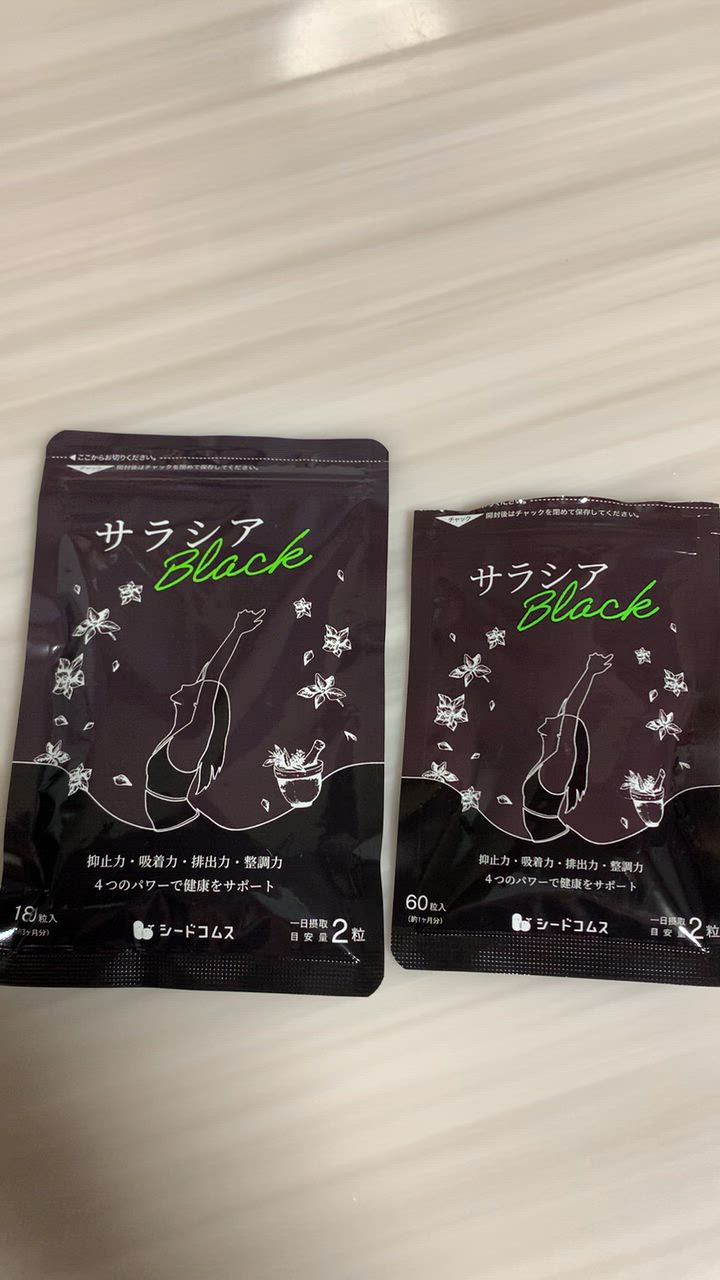 ◀ここからお切りください。
チャック
開封後はチャックを閉めて保存してください。
サラシア
Black
抑止力・吸着力・排出力・整調力
4つのパワーで健康をサポート
粒入
シードコムス
一日摂取
目安量 2粒
チャック
開封後はチャックを閉めて保存してください。
サラシア
Black
抑止力・吸着力・排出力・整調力
4つのパワーで健康をサポート
60粒入
(約1ヶ月分)
シードコムス
一日摂取
目安量 2粒